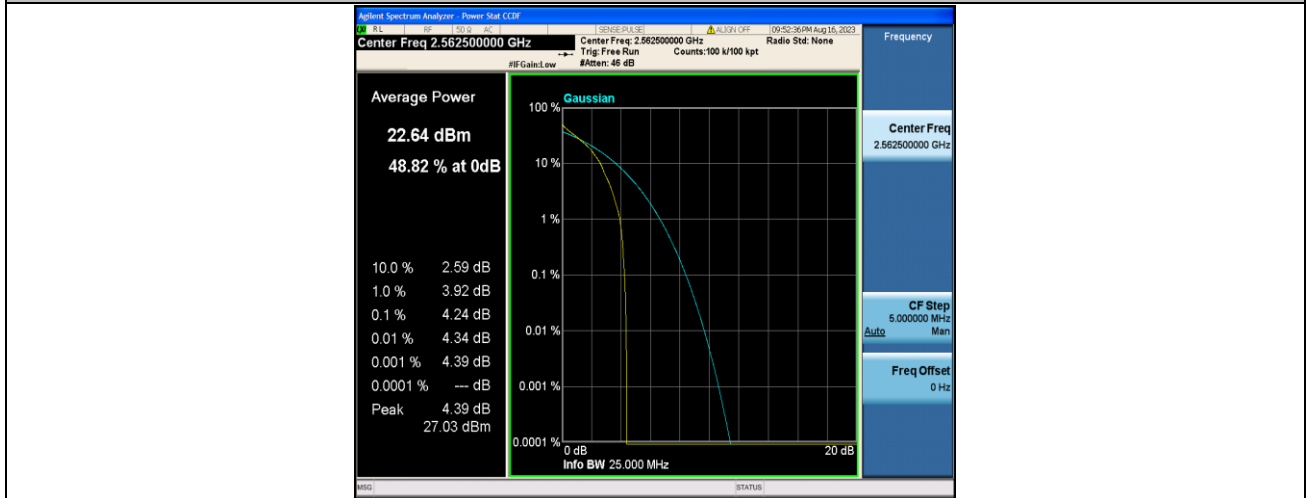 Agilent Spectrum Analyzer - Power Stat CCDF
RL RF 50 Ω AC SENSE:PULSE ALIGN OFF 09:52:36 PM Aug 16, 2023
Center Freq 2.562500000 GHz
Center Freq: 2.562500000 GHz Radio Std: None
Trig: Free Run Counts:100 k/100 kpt
#IFGain:Low #Atten: 46 dB
Frequency
Average Power
22.64 dBm
48.82 % at 0dB
10.0 % 2.59 dB
1.0 % 3.92 dB
0.1 % 4.24 dB
0.01 % 4.34 dB
0.001 % 4.39 dB
0.0001 % --- dB
Peak 4.39 dB
27.03 dBm
Gaussian
100 %
10 %
1 %
0.1 %
0.01 %
0.001 %
0.0001 %
0 dB 20 dB
Info BW 25.000 MHz
Center Freq
2.562500000 GHz
CF Step
5.000000 MHz
Auto Man
Freq Offset
0 Hz
MSG STATUS